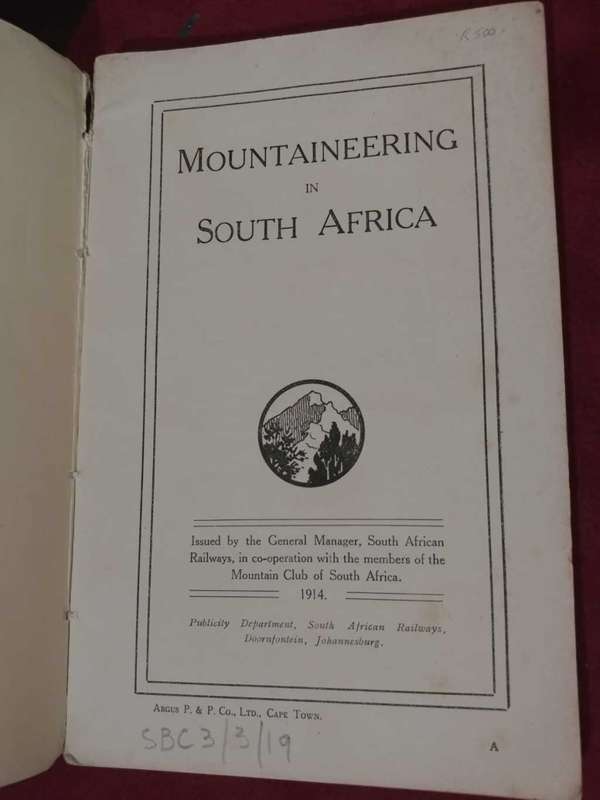 R 500
MOUNTAINEERING
IN
SOUTH AFRICA
Issued by the General Manager, South African
Railways, in co-operation with the members of the
Mountain Club of South Africa.
1914.
Publicity Department, South African Railways,
Doornfontein, Johannesburg.
ARGUS P. & P. CO., LTD., CAPE TOWN.
SBC 3/3/19
A